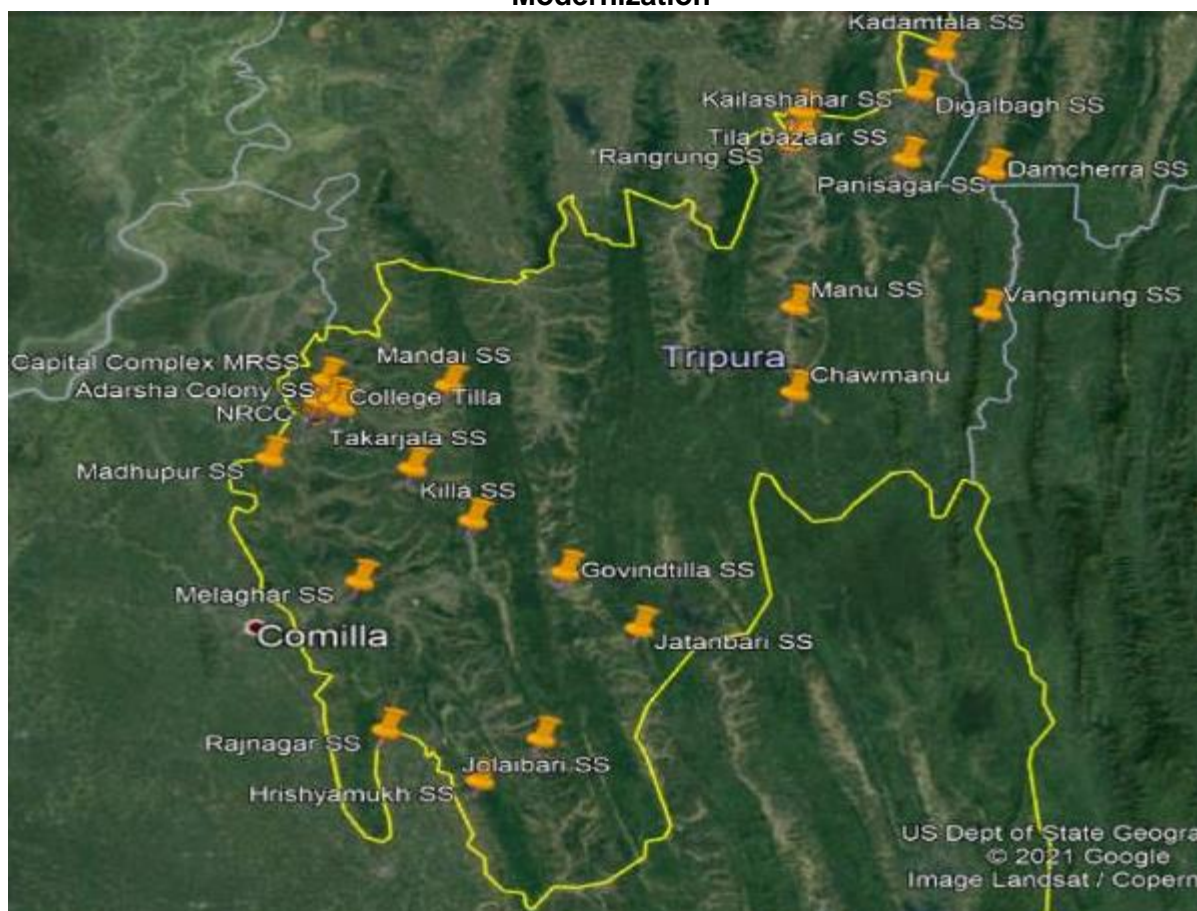 Modernization
Kadamtala SS
Kailashahar SS
Digalbagh SS
Tila bazaar SS
Rangrung SS
Panisagar SS
Damcherra SS
Manu SS
Vangmung SS
Tripura
Chawmanu
Capital Complex MRSS
Mandai SS
Adarsha Colony SS
College Tilla
NRCC
Takarjala SS
Madhupur SS
Killa SS
Govindtilla SS
Melaghar SS
Comilla
Jatanbari SS
Rajnagar SS
Jolaibari SS
Hrishyamukh SS
US Dept of State Geogra
© 2021 Google
Image Landsat / Copern